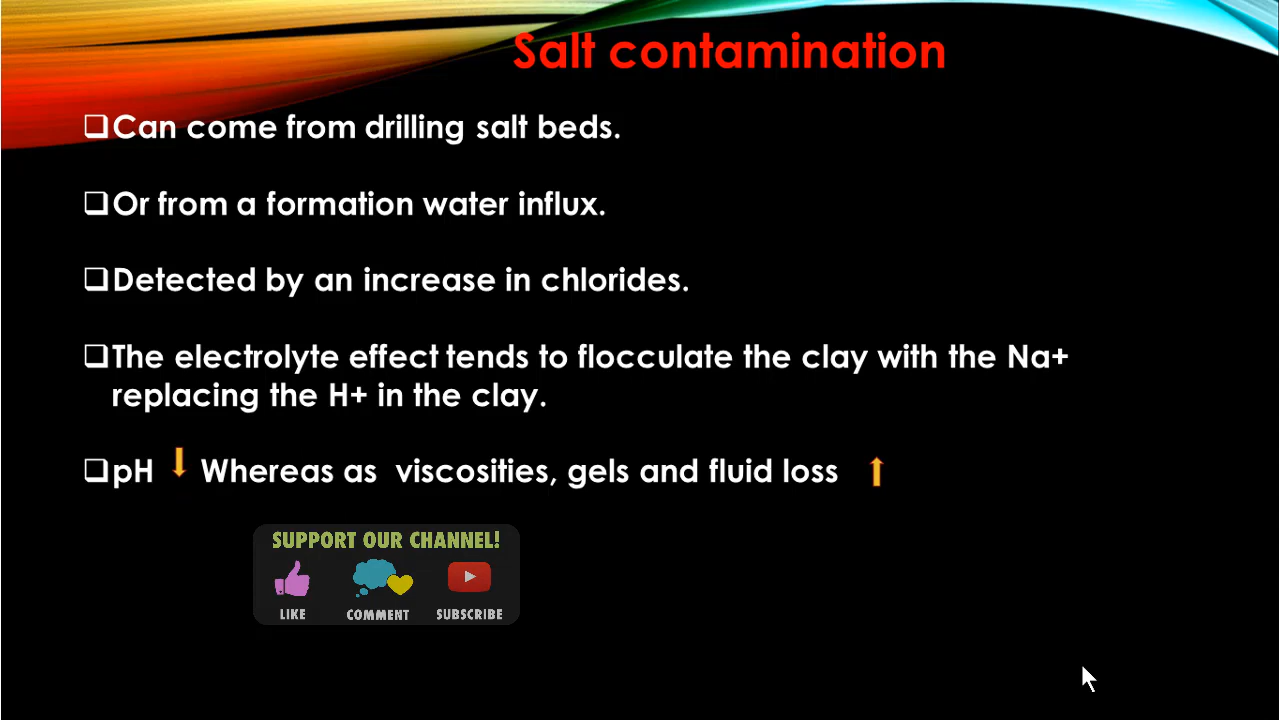 Salt contamination
❑Can come from drilling salt beds.
❑Or from a formation water influx.
❑Detected by an increase in chlorides.
❑The electrolyte effect tends to flocculate the clay with the Na+
replacing the H+ in the clay.
❑pH ↓ Whereas as viscosities, gels and fluid loss ↑
SUPPORT OUR CHANNEL!
LIKE COMMENT SUBSCRIBE